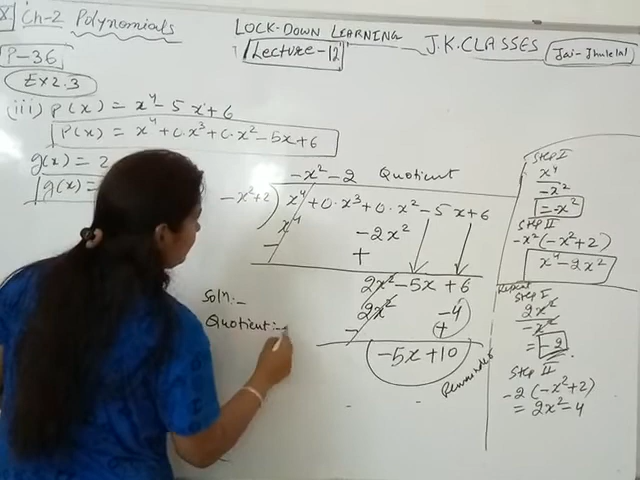 X Ch-2 Polynomials
LOCK-DOWN LEARNING
Lecture-12
J.K.CLASSES
Jai-Jhulelal
P-36
Ex 2.3
(iii) P(x) = x⁴ - 5x + 6
P(x) = x⁴ + 0.x³ + 0.x² - 5x + 6
g(x) = 2
g(x) =
-x² - 2 Quotient
-x²+2) x⁴ + 0.x³ + 0.x² - 5x + 6
x⁴ - 2x²
- +
2x² - 5x + 6
2x² - 4
- (+)
-5x + 10
Remainder
Soln:-
Quotient:-
Step I
x⁴
-x²
= -x²
Step II
-x²(-x²+2)
x⁴ - 2x²
Repeat
Step I
2x²
-x²
= -2
Step II
-2(-x²+2)
= 2x² - 4